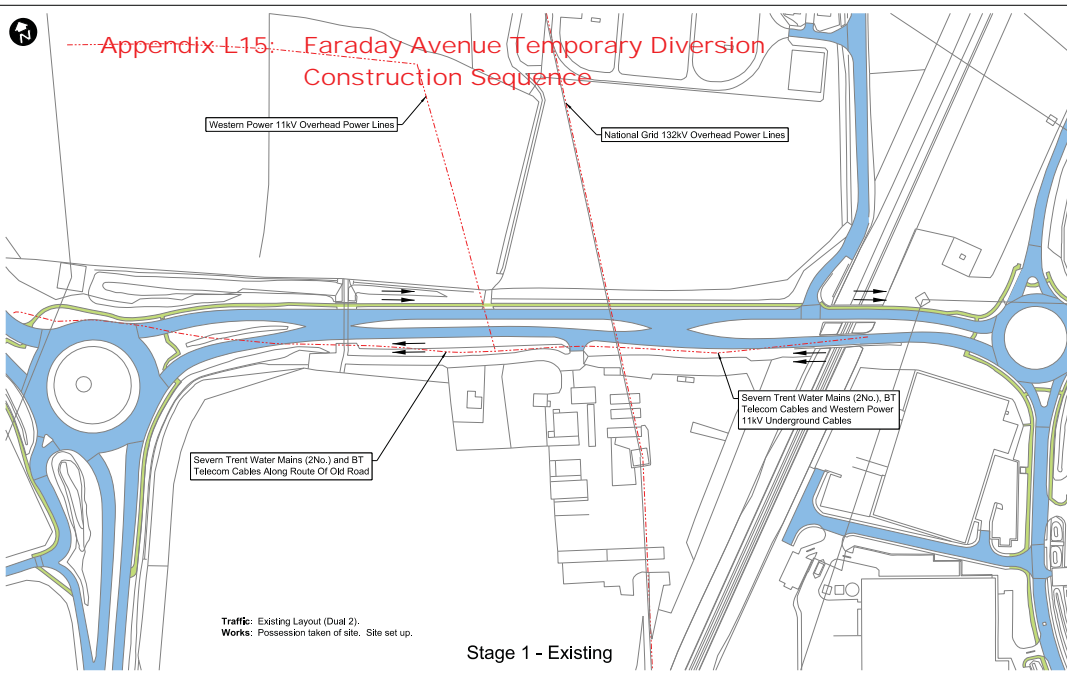 N
Appendix L15: Faraday Avenue Temporary Diversion
Construction Sequence
Western Power 11kV Overhead Power Lines
National Grid 132kV Overhead Power Lines
Severn Trent Water Mains (2No.), BT
Telecom Cables and Western Power
11kV Underground Cables
Severn Trent Water Mains (2No.) and BT
Telecom Cables Along Route Of Old Road
Traffic: Existing Layout (Dual 2).
Works: Possession taken of site. Site set up.
Stage 1 - Existing